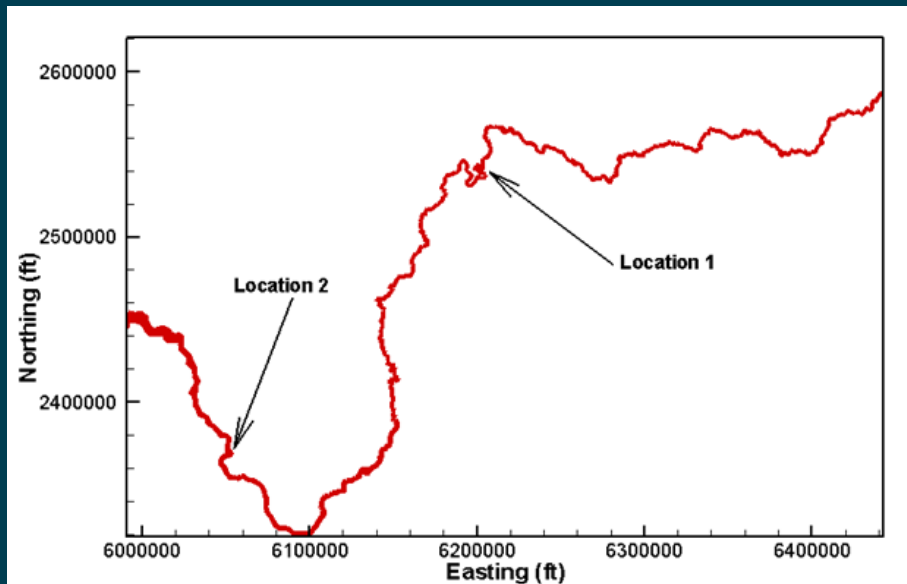 2600000
2500000
2400000
Northing (ft)
Location 1
Location 2
6000000
6100000
6200000
6300000
6400000
Easting (ft)